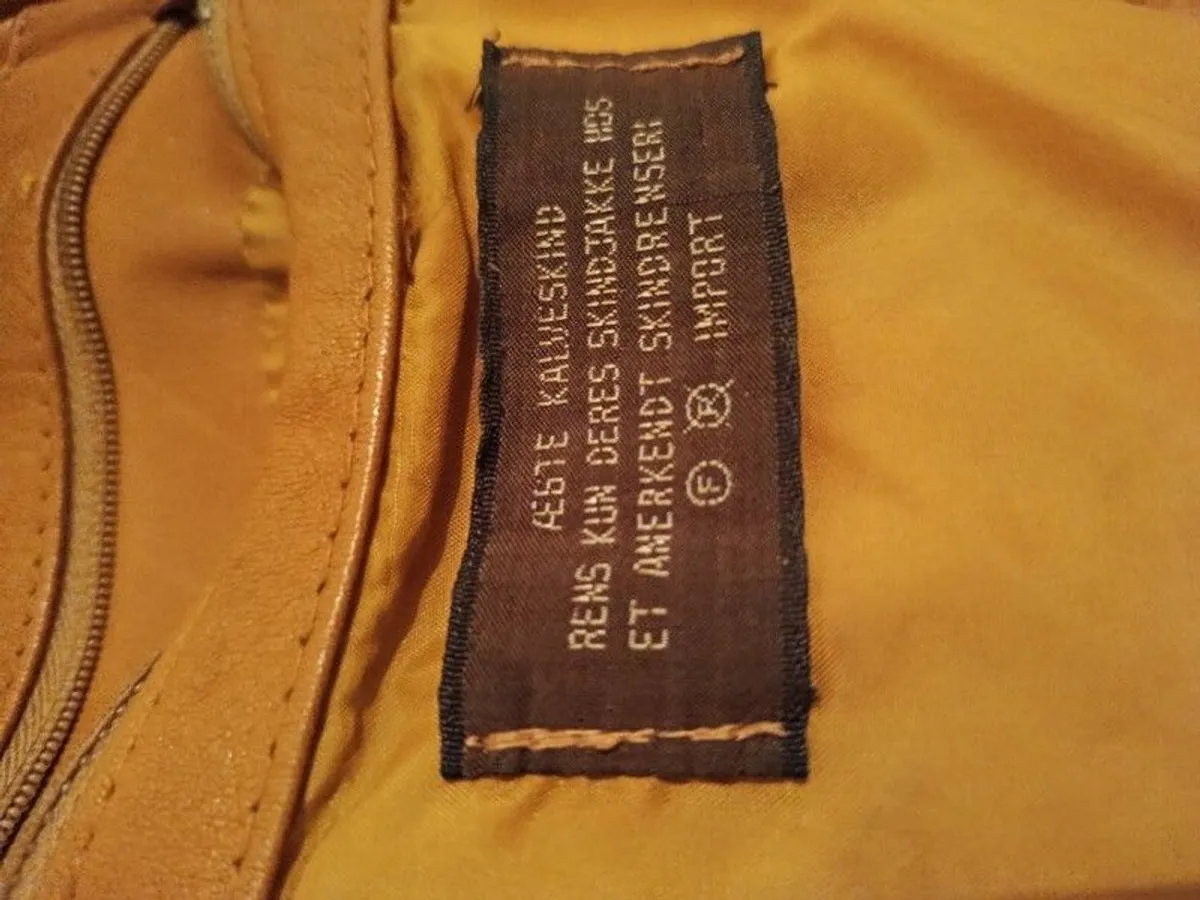 ÆGTE KALVESKIND
RENS KUN DERES SKINDJAKKE HOS
ET ANERKENDT SKINDRENSERI
F R IMPORT